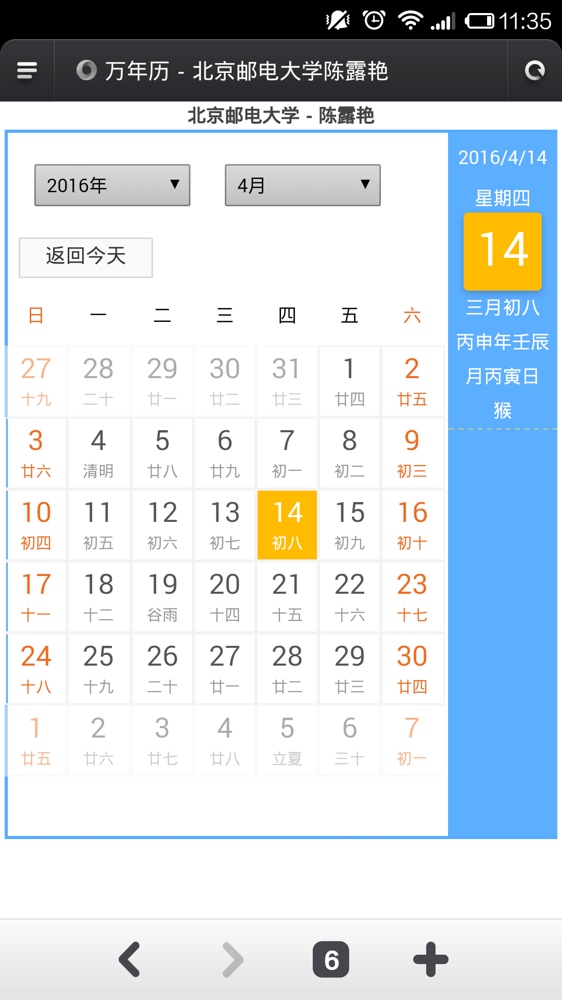 11:35
万年历 - 北京邮电大学陈露艳
北京邮电大学 - 陈露艳
2016年 4月
返回今天
日 一 二 三 四 五 六
27 28 29 30 31 1 2
十九 二十 廿一 廿二 廿三 廿四 廿五
3 4 5 6 7 8 9
廿六 清明 廿八 廿九 初一 初二 初三
10 11 12 13 14 15 16
初四 初五 初六 初七 初八 初九 初十
17 18 19 20 21 22 23
十一 十二 谷雨 十四 十五 十六 十七
24 25 26 27 28 29 30
十八 十九 二十 廿一 廿二 廿三 廿四
1 2 3 4 5 6 7
廿五 廿六 廿七 廿八 立夏 三十 初一
2016/4/14
星期四
14
三月初八
丙申年壬辰
月丙寅日
猴
6